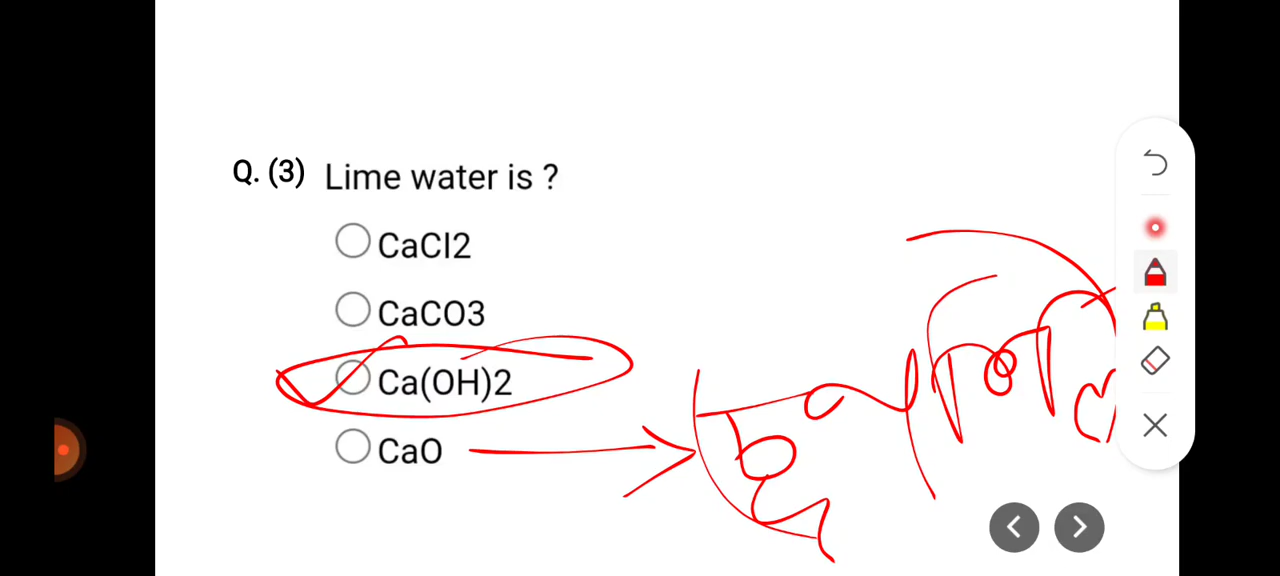 Q. (3) Lime water is ?
CaCl2
CaCO3
Ca(OH)2
CaO